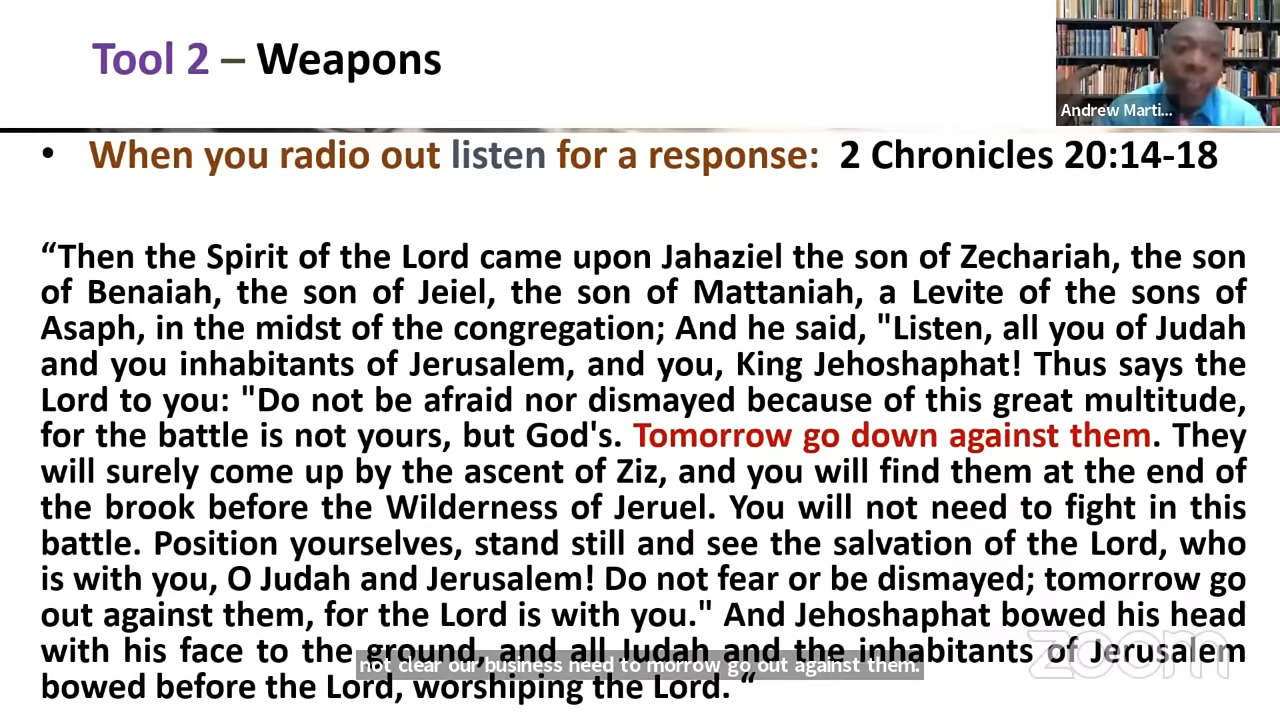 Tool 2 – Weapons
Andrew Marti...
• When you radio out listen for a response: 2 Chronicles 20:14-18
“Then the Spirit of the Lord came upon Jahaziel the son of Zechariah, the son
of Benaiah, the son of Jeiel, the son of Mattaniah, a Levite of the sons of
Asaph, in the midst of the congregation; And he said, "Listen, all you of Judah
and you inhabitants of Jerusalem, and you, King Jehoshaphat! Thus says the
Lord to you: "Do not be afraid nor dismayed because of this great multitude,
for the battle is not yours, but God's. Tomorrow go down against them. They
will surely come up by the ascent of Ziz, and you will find them at the end of
the brook before the Wilderness of Jeruel. You will not need to fight in this
battle. Position yourselves, stand still and see the salvation of the Lord, who
is with you, O Judah and Jerusalem! Do not fear or be dismayed; tomorrow go
out against them, for the Lord is with you." And Jehoshaphat bowed his head
with his face to the ground, and all Judah and the inhabitants of Jerusalem
not clear our business need to morrow go out against them.
bowed before the Lord, worshiping the Lord. “
zoom